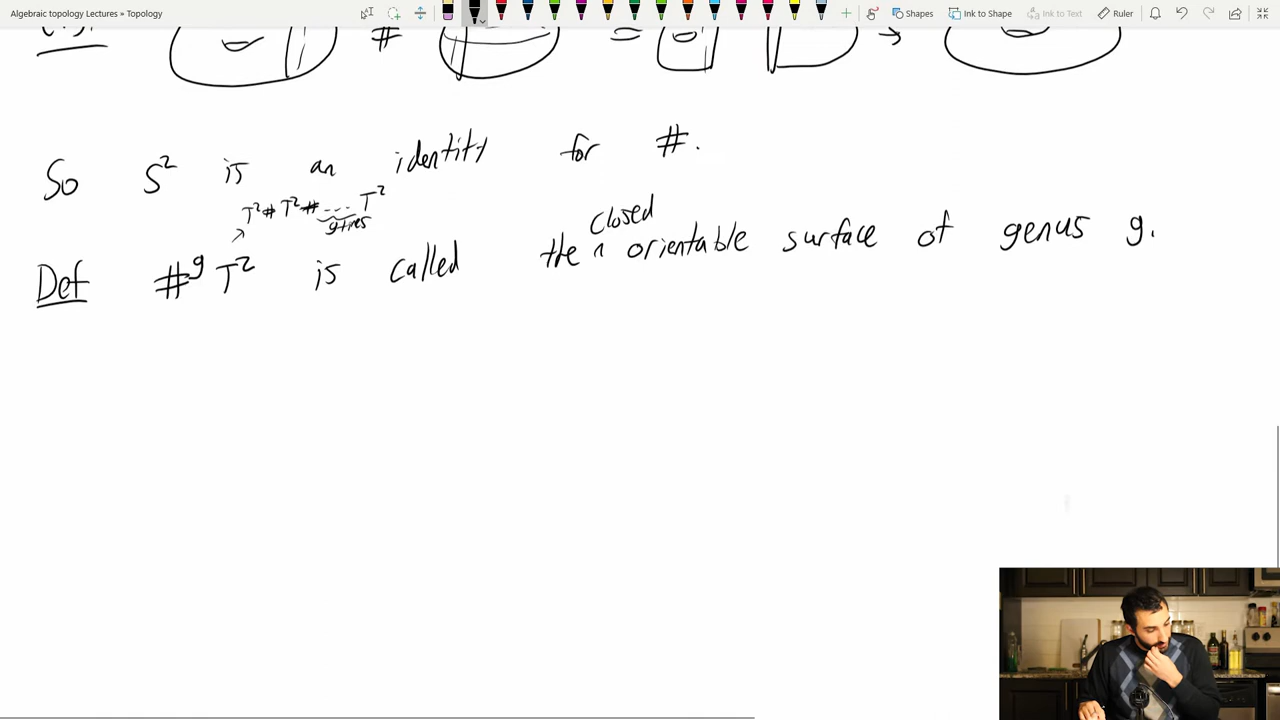 Algebraic topology Lectures » Topology
Shapes Ink to Shape Ink to Text Ruler
# = →
So S² is an identity for #.
T² # T² # ... T²
g times
closed
Def #ᵍ T² is called the ^ orientable surface of genus g.